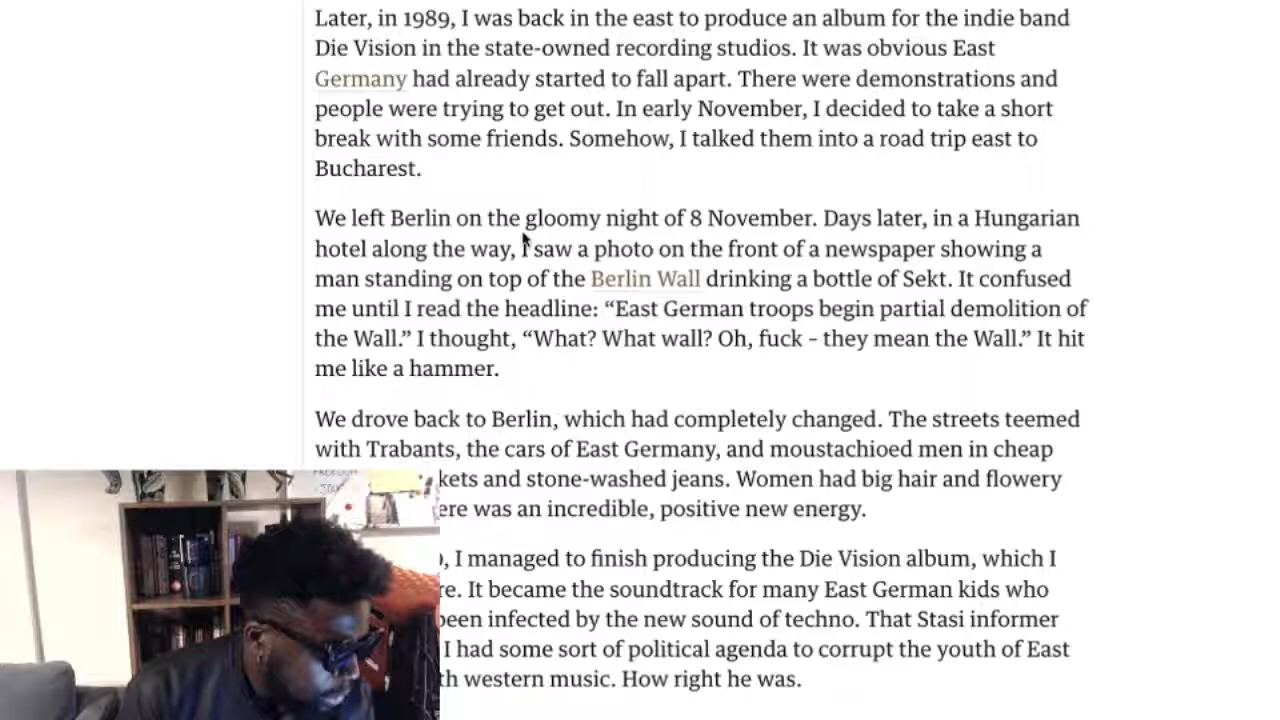 Later, in 1989, I was back in the east to produce an album for the indie band
Die Vision in the state-owned recording studios. It was obvious East
Germany had already started to fall apart. There were demonstrations and
people were trying to get out. In early November, I decided to take a short
break with some friends. Somehow, I talked them into a road trip east to
Bucharest.
We left Berlin on the gloomy night of 8 November. Days later, in a Hungarian
hotel along the way, I saw a photo on the front of a newspaper showing a
man standing on top of the Berlin Wall drinking a bottle of Sekt. It confused
me until I read the headline: “East German troops begin partial demolition of
the Wall.” I thought, “What? What wall? Oh, fuck – they mean the Wall.” It hit
me like a hammer.
We drove back to Berlin, which had completely changed. The streets teemed
with Trabants, the cars of East Germany, and moustachioed men in cheap
kets and stone-washed jeans. Women had big hair and flowery
ere was an incredible, positive new energy.
), I managed to finish producing the Die Vision album, which I
re. It became the soundtrack for many East German kids who
been infected by the new sound of techno. That Stasi informer
I had some sort of political agenda to corrupt the youth of East
th western music. How right he was.